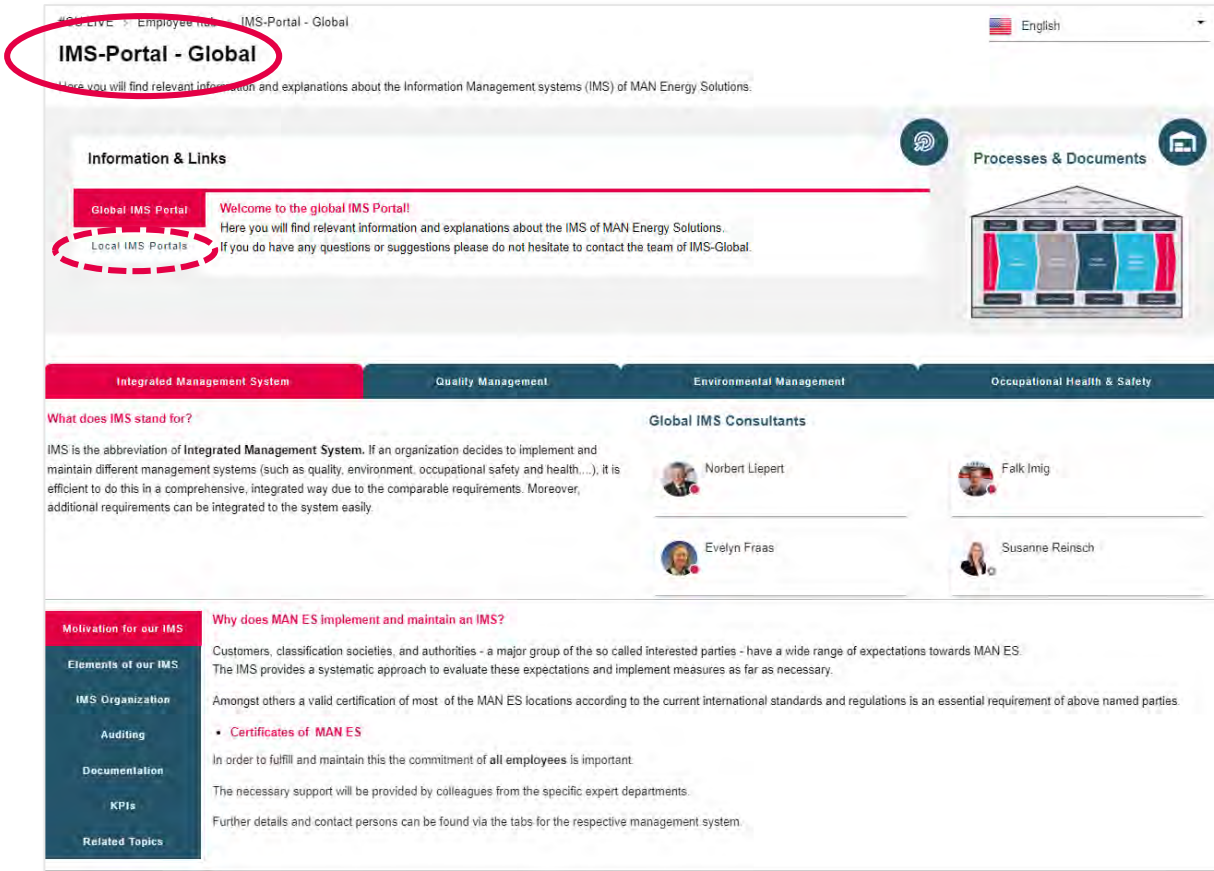 #GU LIVE > Employee hub > IMS-Portal - Global
English
IMS-Portal - Global
Here you will find relevant information and explanations about the Information Management systems (IMS) of MAN Energy Solutions.
Information & Links
Processes & Documents
Global IMS Portal
Local IMS Portals
Welcome to the global IMS Portal!
Here you will find relevant information and explanations about the IMS of MAN Energy Solutions.
If you do have any questions or suggestions please do not hesitate to contact the team of IMS-Global.
Integrated Management System
Quality Management
Environmental Management
Occupational Health & Safety
What does IMS stand for?
IMS is the abbreviation of Integrated Management System. If an organization decides to implement and
maintain different management systems (such as quality, environment, occupational safety and health....), it is
efficient to do this in a comprehensive, integrated way due to the comparable requirements. Moreover,
additional requirements can be integrated to the system easily.
Global IMS Consultants
Norbert Liepert
Falk Imig
Evelyn Fraas
Susanne Reinsch
Motivation for our IMS
Elements of our IMS
IMS Organization
Auditing
Documentation
KPIs
Related Topics
Why does MAN ES implement and maintain an IMS?
Customers, classification societies, and authorities - a major group of the so called interested parties - have a wide range of expectations towards MAN ES.
The IMS provides a systematic approach to evaluate these expectations and implement measures as far as necessary.
Amongst others a valid certification of most of the MAN ES locations according to the current international standards and regulations is an essential requirement of above named parties.
• Certificates of MAN ES
In order to fulfill and maintain this the commitment of all employees is important.
The necessary support will be provided by colleagues from the specific expert departments.
Further details and contact persons can be found via the tabs for the respective management system.